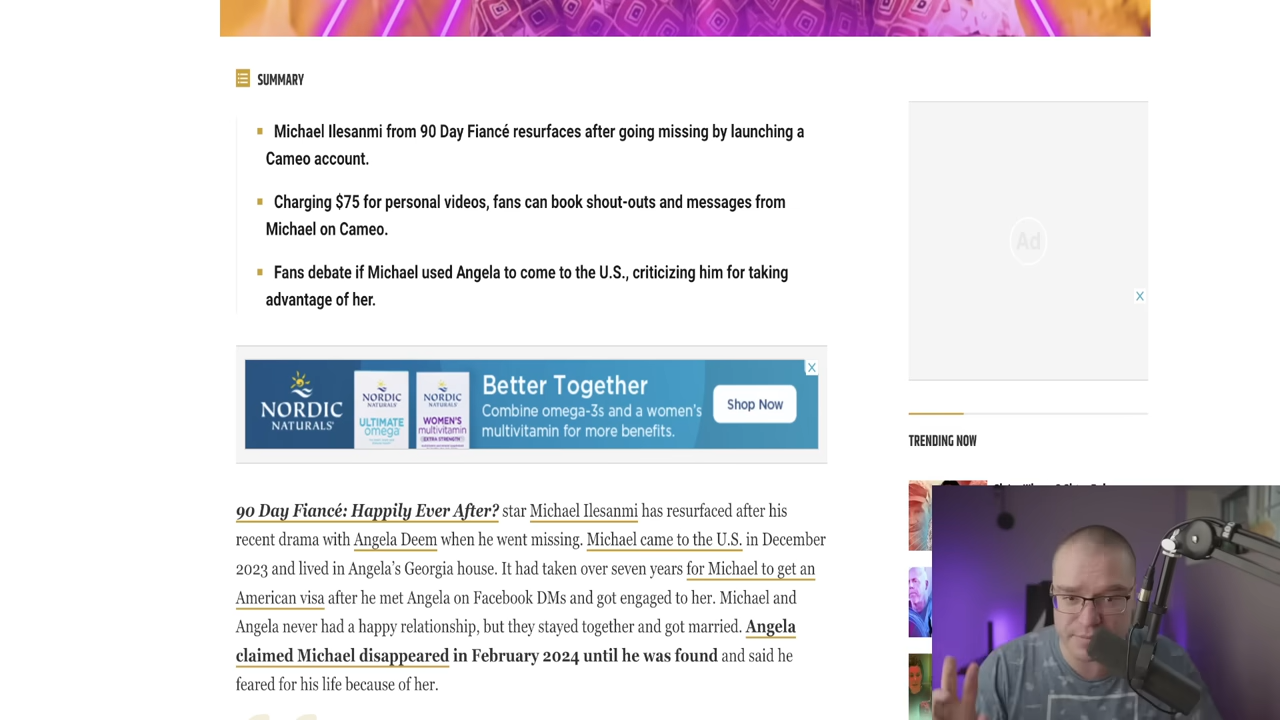 SUMMARY
Michael Ilesanmi from 90 Day Fiancé resurfaces after going missing by launching a
Cameo account.
Charging $75 for personal videos, fans can book shout-outs and messages from
Michael on Cameo.
Fans debate if Michael used Angela to come to the U.S., criticizing him for taking
advantage of her.
Ad
NORDIC
NATURALS
NORDIC
NATURALS
ULTIMATE
omega
NORDIC
NATURALS
WOMEN'S
multivitamin
EXTRA STRENGTH
Better Together
Combine omega-3s and a women's
multivitamin for more benefits.
Shop Now
TRENDING NOW
90 Day Fiancé: Happily Ever After? star Michael Ilesanmi has resurfaced after his
recent drama with Angela Deem when he went missing. Michael came to the U.S. in December
2023 and lived in Angela's Georgia house. It had taken over seven years for Michael to get an
American visa after he met Angela on Facebook DMs and got engaged to her. Michael and
Angela never had a happy relationship, but they stayed together and got married. Angela
claimed Michael disappeared in February 2024 until he was found and said he
feared for his life because of her.